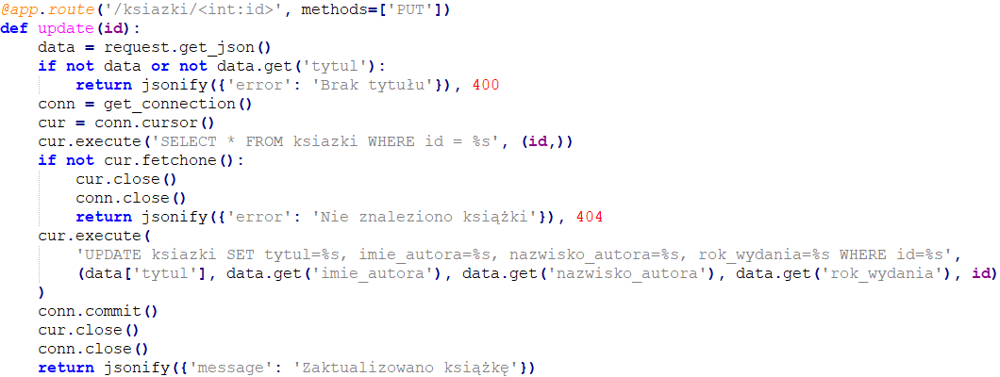 @app.route('/ksiazki/<int:id>', methods=['PUT'])
def update(id):
    data = request.get_json()
    if not data or not data.get('tytul'):
        return jsonify({'error': 'Brak tytułu'}), 400
    conn = get_connection()
    cur = conn.cursor()
    cur.execute('SELECT * FROM ksiazki WHERE id = %s', (id,))
    if not cur.fetchone():
        cur.close()
        conn.close()
        return jsonify({'error': 'Nie znaleziono książki'}), 404
    cur.execute(
        'UPDATE ksiazki SET tytul=%s, imie_autora=%s, nazwisko_autora=%s, rok_wydania=%s WHERE id=%s',
        (data['tytul'], data.get('imie_autora'), data.get('nazwisko_autora'), data.get('rok_wydania'), id)
    )
    conn.commit()
    cur.close()
    conn.close()
    return jsonify({'message': 'Zaktualizowano książkę'})